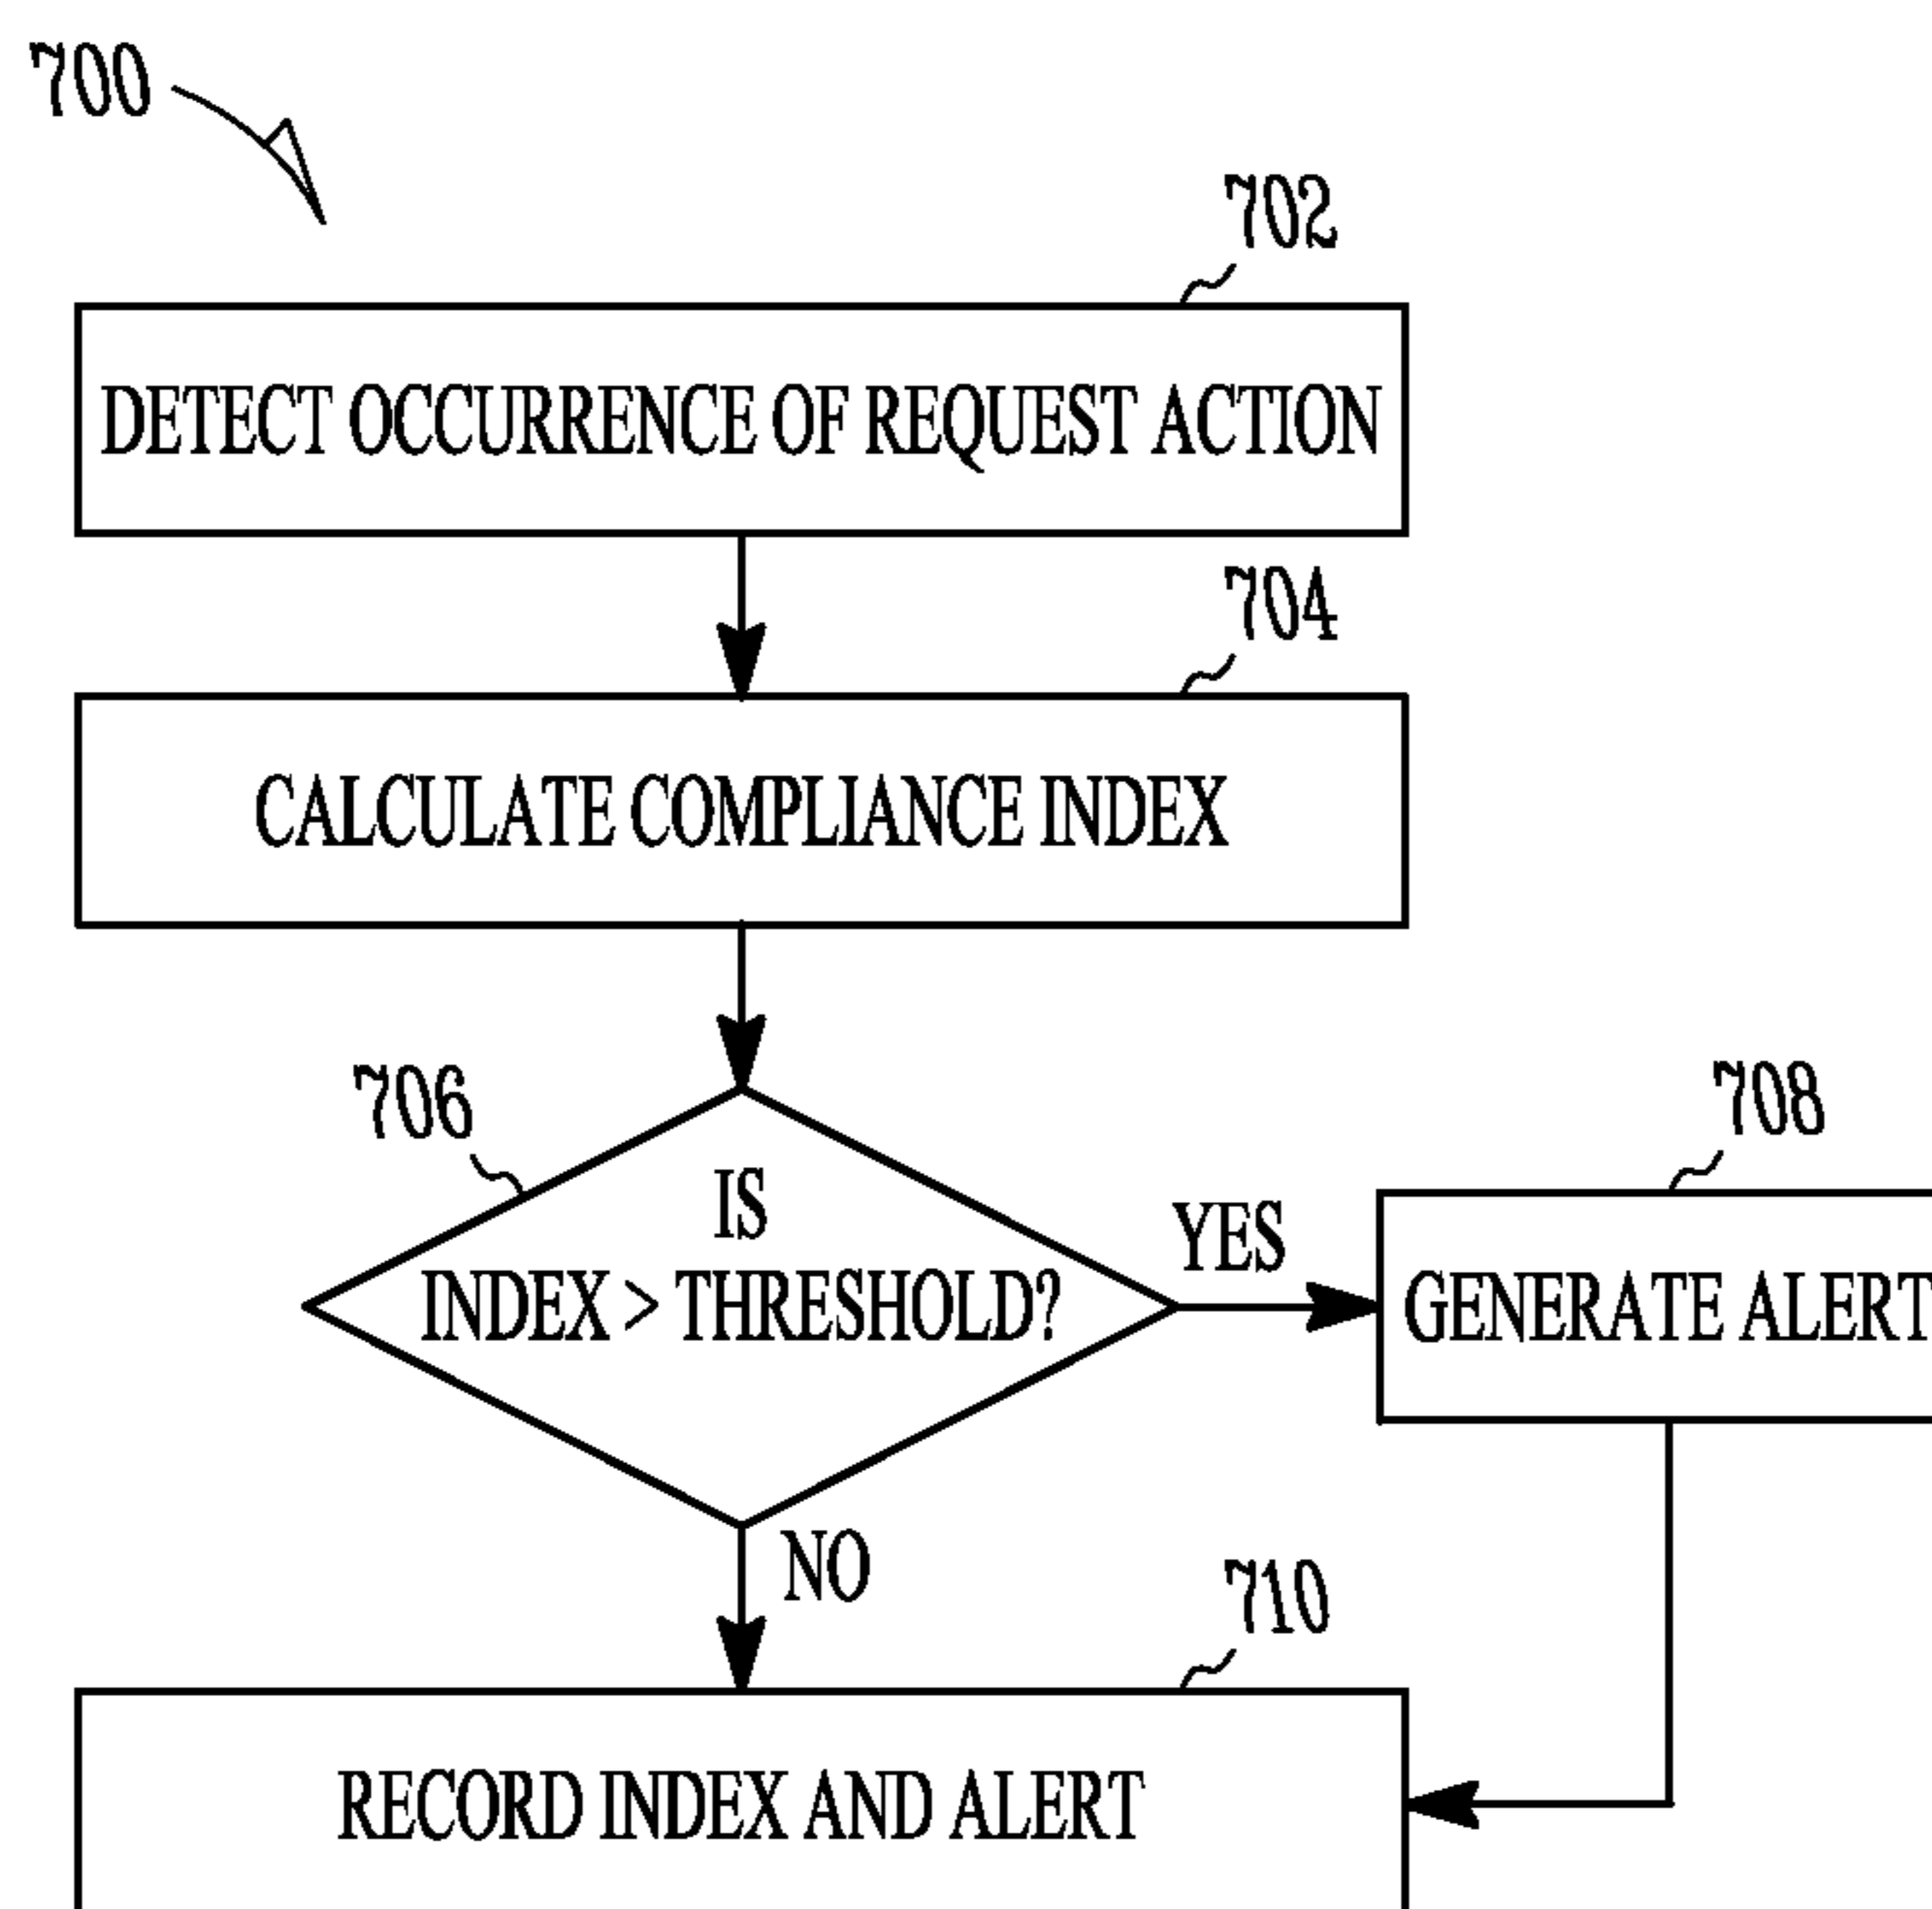 700
702
DETECT OCCURRENCE OF REQUEST ACTION
704
CALCULATE COMPLIANCE INDEX
706
IS
INDEX > THRESHOLD?
YES
708
GENERATE ALERT
NO
710
RECORD INDEX AND ALERT